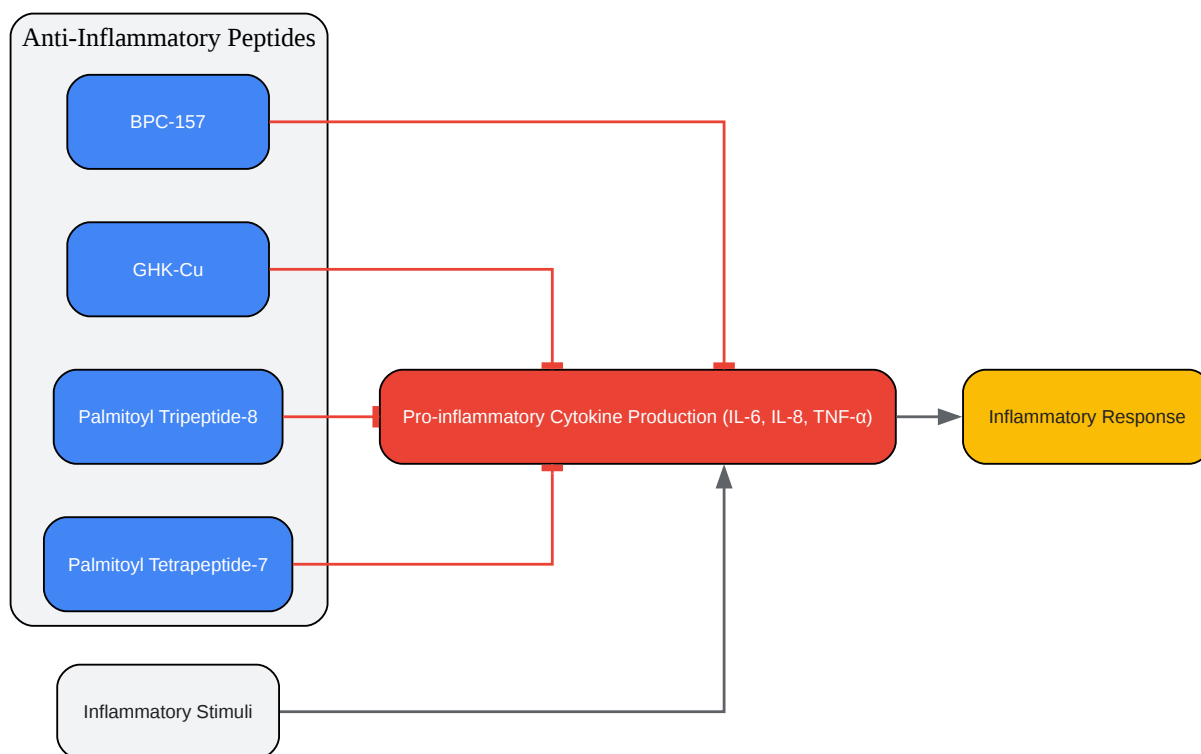 Anti-Inflammatory Peptides
BPC-157
GHK-Cu
Palmitoyl Tripeptide-8
Pro-inflammatory Cytokine Production (IL-6, IL-8, TNF-α)
Inflammatory Response
Palmitoyl Tetrapeptide-7
Inflammatory Stimuli